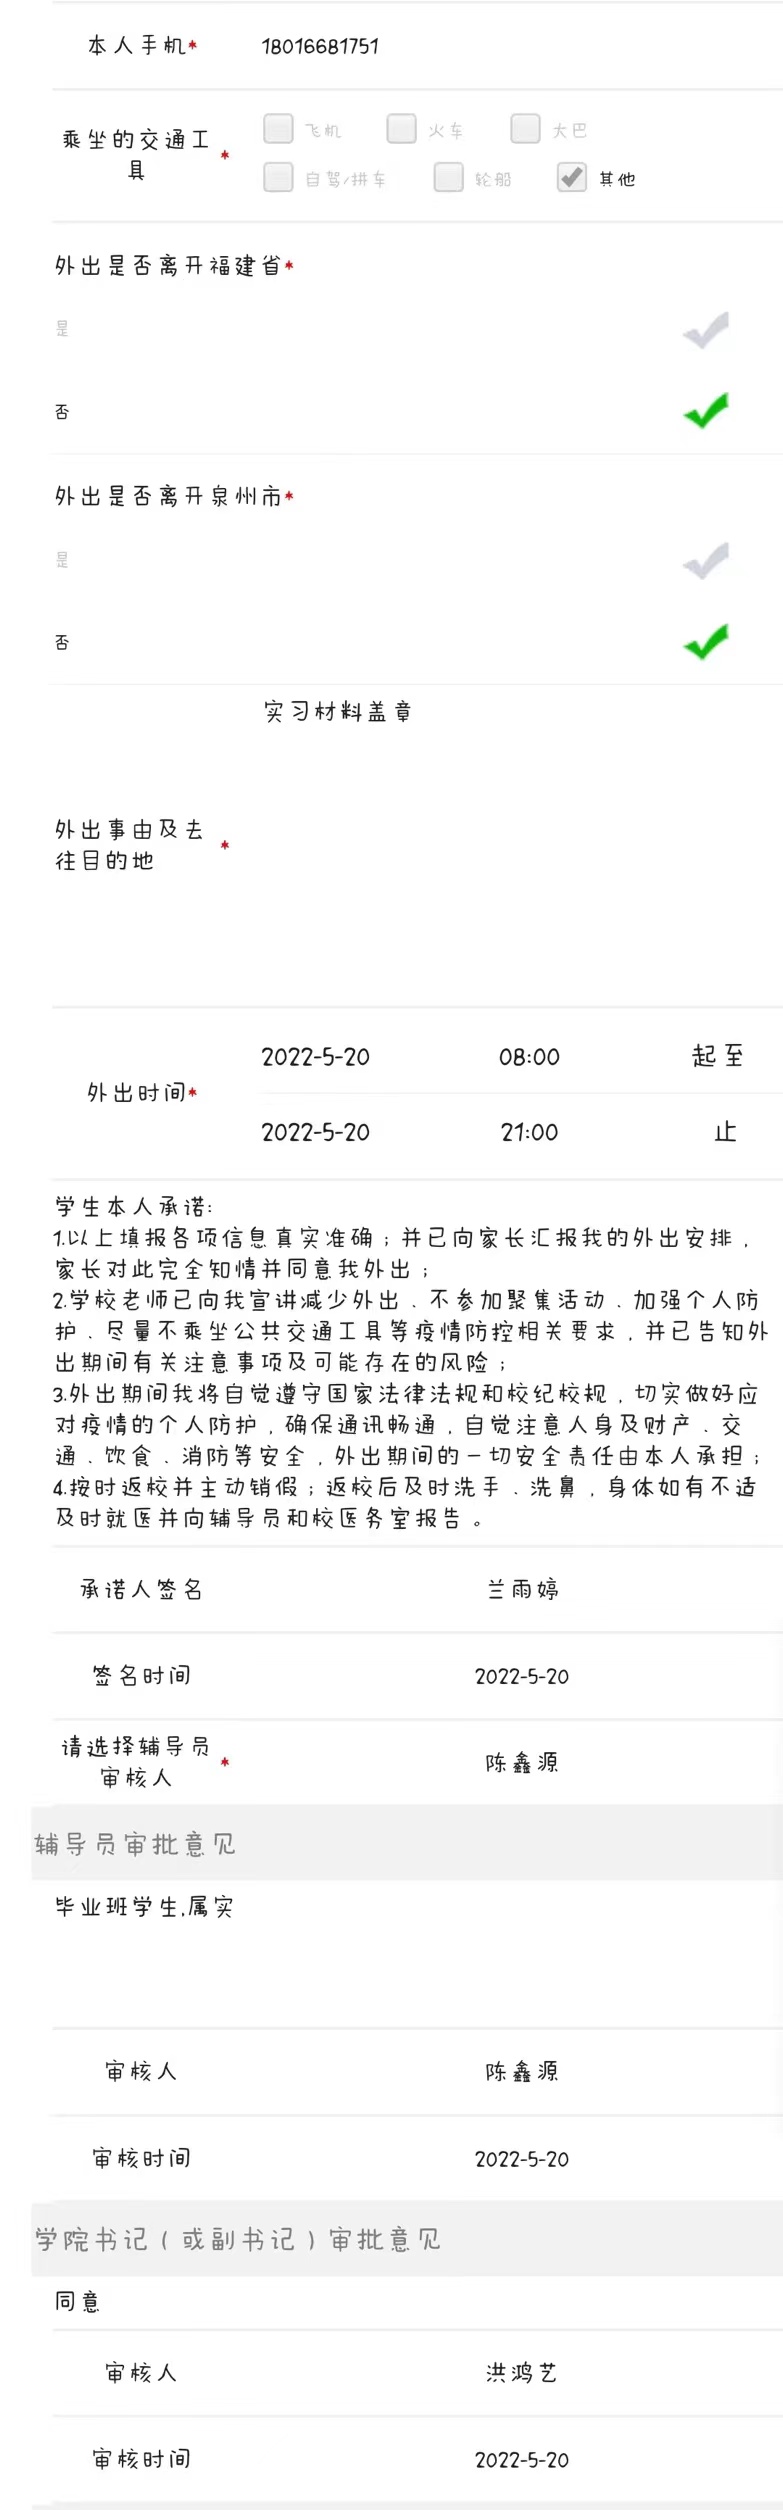 本人手机* 18016681751
乘坐的交通工具* 飞机 火车 大巴
自驾/拼车 轮船 其他
外出是否离开福建省*
是
否
外出是否离开泉州市*
是
否
实习材料盖章
外出事由及去
往目的地*
2022-5-20 08:00 起至
外出时间*
2022-5-20 21:00 止
学生本人承诺:
1.以上填报各项信息真实准确；并已向家长汇报我的外出安排，
家长对此完全知情并同意我外出；
2.学校老师已向我宣讲减少外出、不参加聚集活动、加强个人防
护、尽量不乘坐公共交通工具等疫情防控相关要求，并已告知外
出期间有关注意事项及可能存在的风险；
3.外出期间我将自觉遵守国家法律法规和校纪校规，切实做好应
对疫情的个人防护，确保通讯畅通，自觉注意人身及财产、交
通、饮食、消防等安全，外出期间的一切安全责任由本人承担；
4.按时返校并主动销假；返校后及时洗手、洗鼻，身体如有不适
及时就医并向辅导员和校医务室报告。
承诺人签名 兰雨婷
签名时间 2022-5-20
请选择辅导员
审核人* 陈鑫源
辅导员审批意见
毕业班学生,属实
审核人 陈鑫源
审核时间 2022-5-20
学院书记（或副书记）审批意见
同意
审核人 洪鸿艺
审核时间 2022-5-20